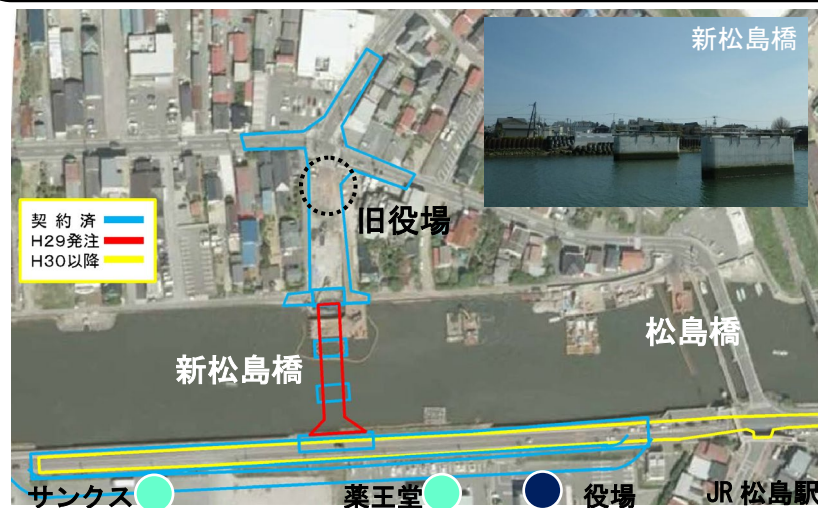 新松島橋
契約済
H29発注
H30以降
旧役場
新松島橋
松島橋
サンクス
薬王堂
役場
JR 松島駅